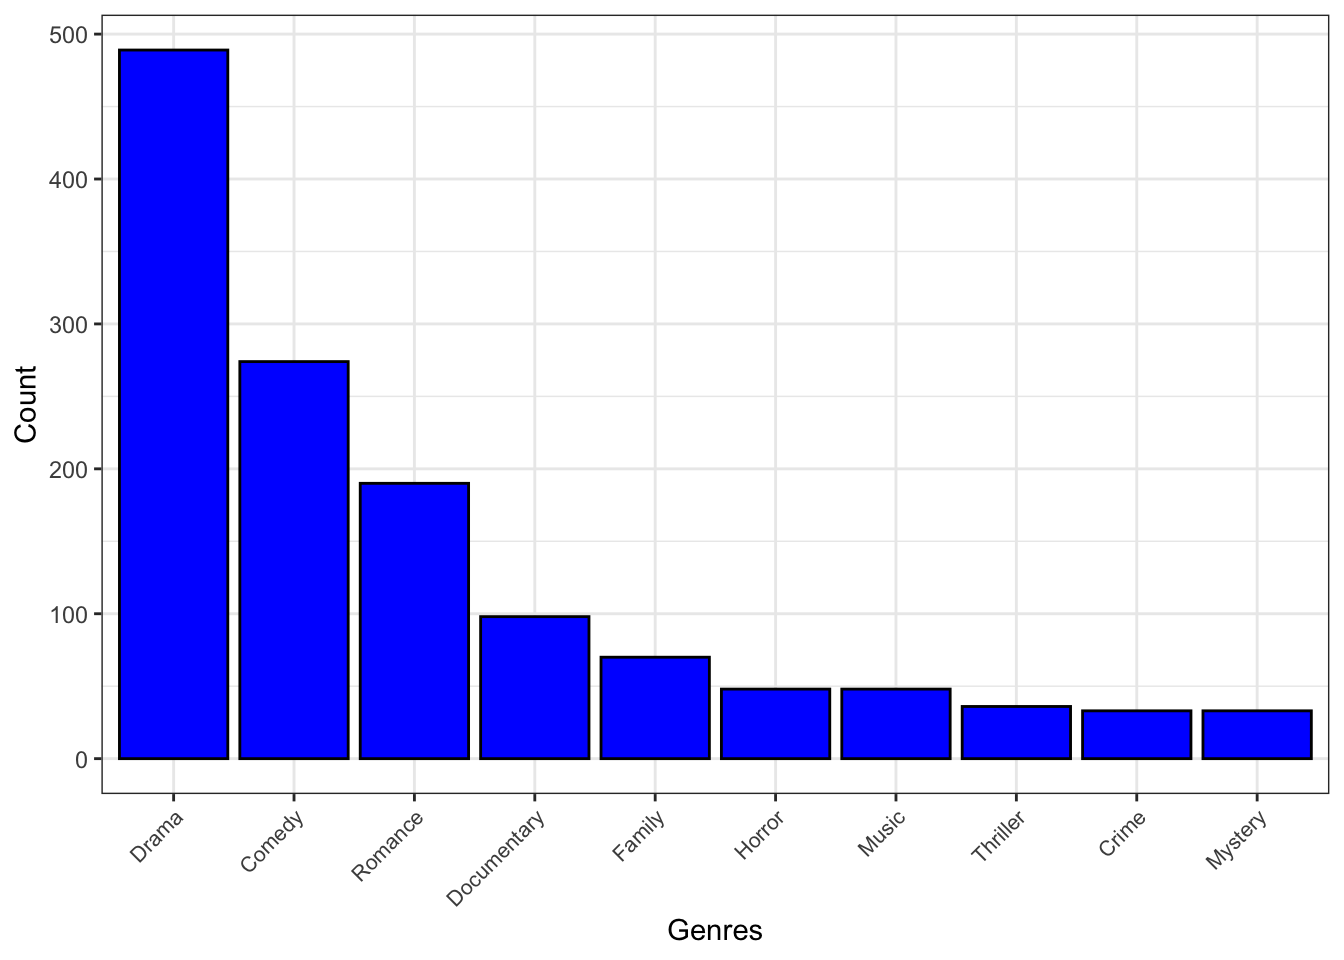 500
400
300
200
100
0
Count
Drama
Comedy
Romance
Documentary
Family
Horror
Music
Thriller
Crime
Mystery
Genres